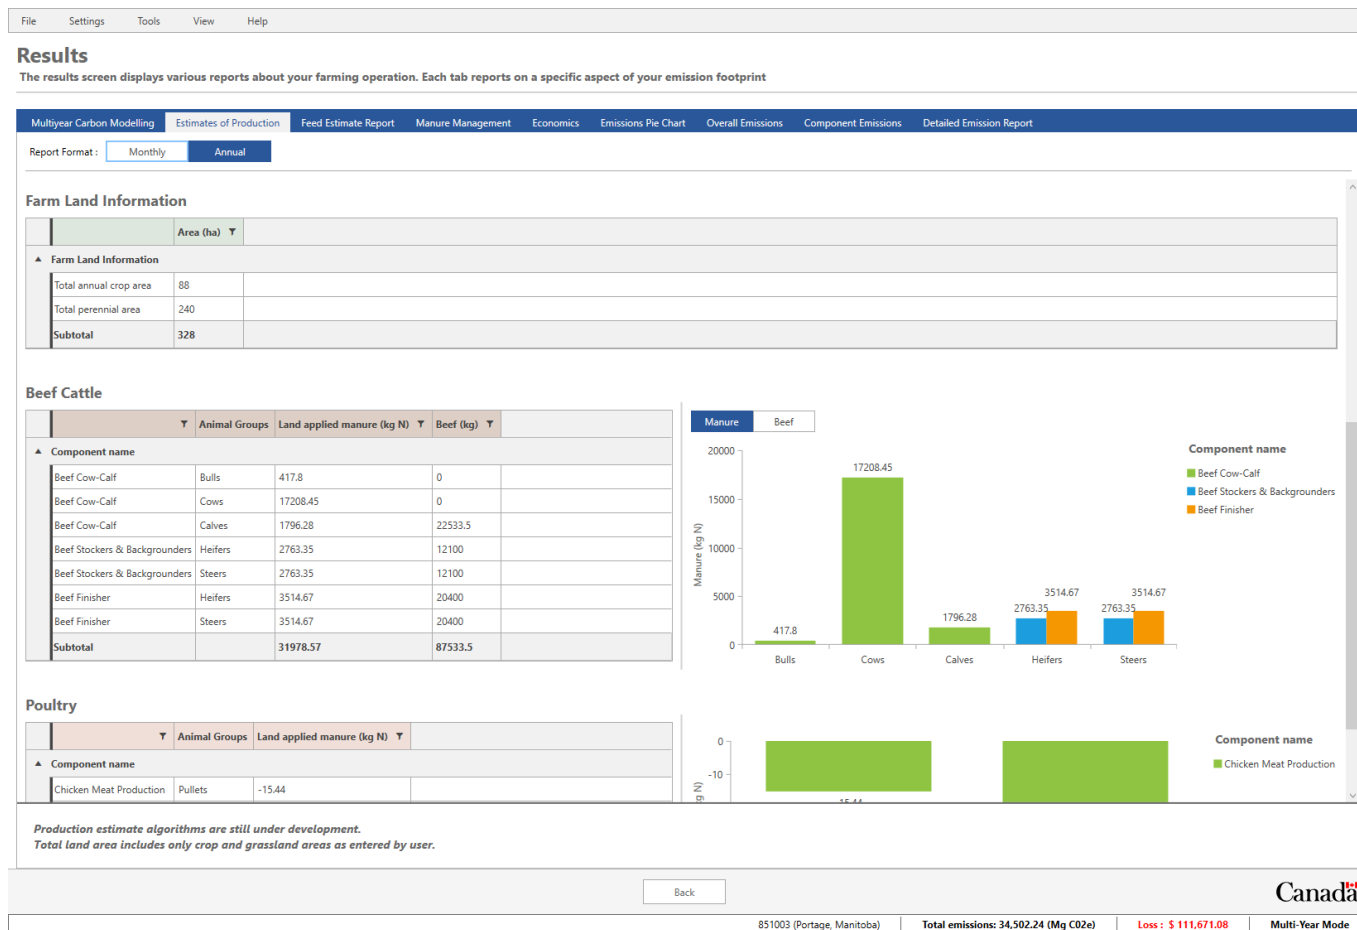 File Settings Tools View Help
Results
The results screen displays various reports about your farming operation. Each tab reports on a specific aspect of your emission footprint
Multiyear Carbon Modelling Estimates of Production Feed Estimate Report Manure Management Economics Emissions Pie Chart Overall Emissions Component Emissions Detailed Emission Report
Report Format : Monthly Annual
Farm Land Information
Area (ha)
Farm Land Information
Total annual crop area 88
Total perennial area 240
Subtotal 328
Beef Cattle
Animal Groups Land applied manure (kg N) Beef (kg)
Component name
Beef Cow-Calf Bulls 417.8 0
Beef Cow-Calf Cows 17208.45 0
Beef Cow-Calf Calves 1796.28 22533.5
Beef Stockers & Backgrounders Heifers 2763.35 12100
Beef Stockers & Backgrounders Steers 2763.35 12100
Beef Finisher Heifers 3514.67 20400
Beef Finisher Steers 3514.67 20400
Subtotal 31978.57 87533.5
Manure Beef
20000
15000
10000
5000
0
Manure (kg N)
17208.45
417.8
1796.28
2763.35
3514.67
2763.35
3514.67
Bulls Cows Calves Heifers Steers
Component name
Beef Cow-Calf
Beef Stockers & Backgrounders
Beef Finisher
Poultry
Animal Groups Land applied manure (kg N)
Component name
Chicken Meat Production Pullets -15.44
0
-10
Component name
Chicken Meat Production
Production estimate algorithms are still under development.
Total land area includes only crop and grassland areas as entered by user.
Back
Canada
851003 (Portage, Manitoba) Total emissions: 34,502.24 (Mg C02e) Loss : $ 111,671.08 Multi-Year Mode